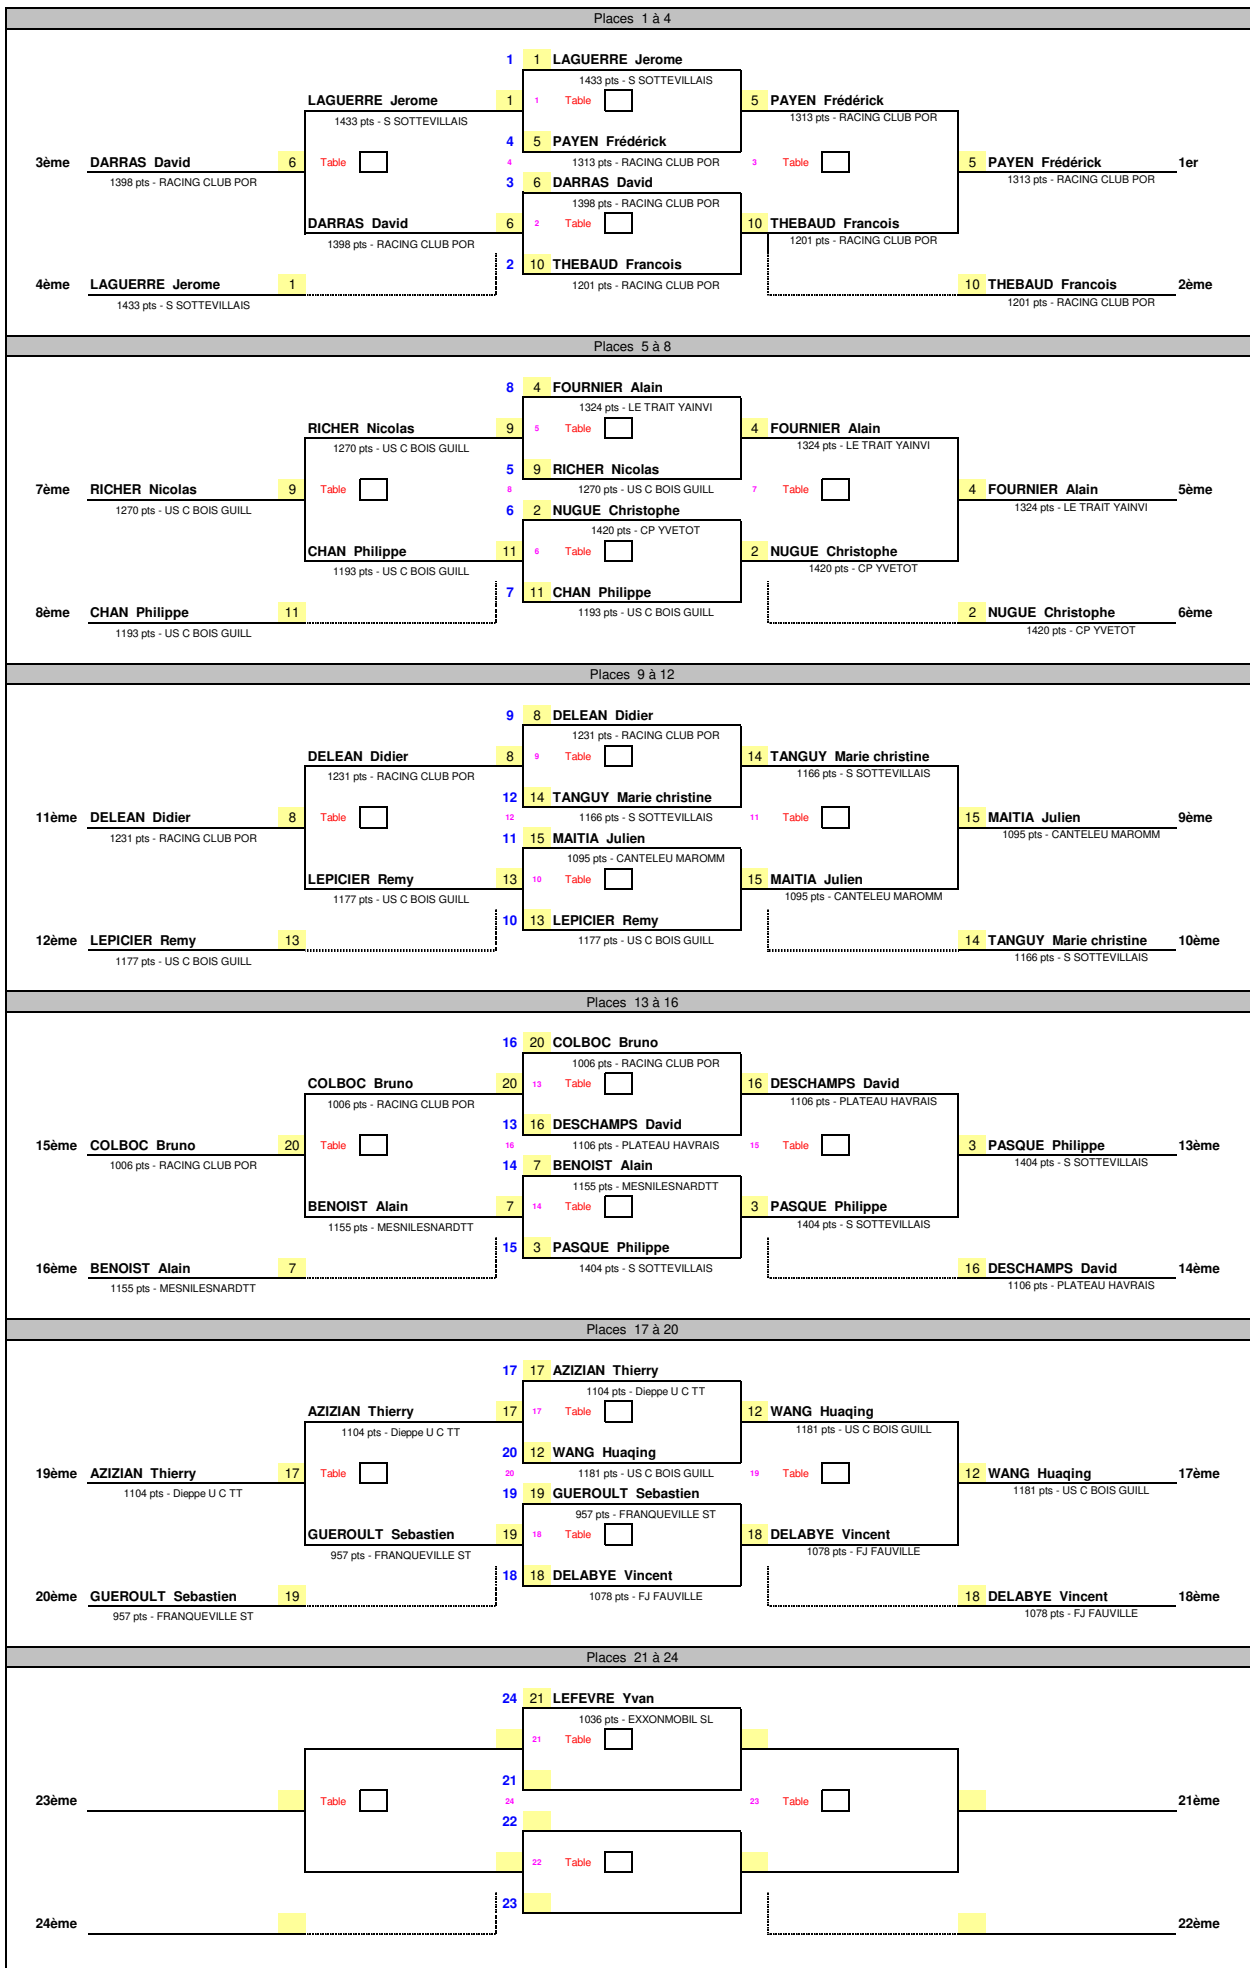 Places 1 à 4
1 1 LAGUERRE Jerome
1433 pts - S SOTTEVILLAIS
LAGUERRE Jerome 1 1 Table 5 PAYEN Frédérick
1433 pts - S SOTTEVILLAIS 1313 pts - RACING CLUB POR
4 5 PAYEN Frédérick
3ème DARRAS David 6 Table 4 1313 pts - RACING CLUB POR 3 Table 5 PAYEN Frédérick 1er
1398 pts - RACING CLUB POR 3 6 DARRAS David 1313 pts - RACING CLUB POR
1398 pts - RACING CLUB POR
DARRAS David 6 2 Table 10 THEBAUD Francois
1398 pts - RACING CLUB POR 1201 pts - RACING CLUB POR
2 10 THEBAUD Francois
4ème LAGUERRE Jerome 1 1201 pts - RACING CLUB POR 10 THEBAUD Francois 2ème
1433 pts - S SOTTEVILLAIS 1201 pts - RACING CLUB POR
Places 5 à 8
8 4 FOURNIER Alain
1324 pts - LE TRAIT YAINVI
RICHER Nicolas 9 5 Table 4 FOURNIER Alain
1270 pts - US C BOIS GUILL 1324 pts - LE TRAIT YAINVI
5 9 RICHER Nicolas
7ème RICHER Nicolas 9 Table 8 1270 pts - US C BOIS GUILL 7 Table 4 FOURNIER Alain 5ème
1270 pts - US C BOIS GUILL 6 2 NUGUE Christophe 1324 pts - LE TRAIT YAINVI
1420 pts - CP YVETOT
CHAN Philippe 11 6 Table 2 NUGUE Christophe
1193 pts - US C BOIS GUILL 1420 pts - CP YVETOT
7 11 CHAN Philippe
8ème CHAN Philippe 11 1193 pts - US C BOIS GUILL 2 NUGUE Christophe 6ème
1193 pts - US C BOIS GUILL 1420 pts - CP YVETOT
Places 9 à 12
9 8 DELEAN Didier
1231 pts - RACING CLUB POR
DELEAN Didier 8 9 Table 14 TANGUY Marie christine
1231 pts - RACING CLUB POR 1166 pts - S SOTTEVILLAIS
12 14 TANGUY Marie christine
11ème DELEAN Didier 8 Table 12 1166 pts - S SOTTEVILLAIS 11 Table 15 MAITIA Julien 9ème
1231 pts - RACING CLUB POR 11 15 MAITIA Julien 1095 pts - CANTELEU MAROMM
1095 pts - CANTELEU MAROMM
LEPICIER Remy 13 10 Table 15 MAITIA Julien
1177 pts - US C BOIS GUILL 1095 pts - CANTELEU MAROMM
10 13 LEPICIER Remy
12ème LEPICIER Remy 13 1177 pts - US C BOIS GUILL 14 TANGUY Marie christine 10ème
1177 pts - US C BOIS GUILL 1166 pts - S SOTTEVILLAIS
Places 13 à 16
16 20 COLBOC Bruno
1006 pts - RACING CLUB POR
COLBOC Bruno 20 13 Table 16 DESCHAMPS David
1006 pts - RACING CLUB POR 1106 pts - PLATEAU HAVRAIS
13 16 DESCHAMPS David
15ème COLBOC Bruno 20 Table 16 1106 pts - PLATEAU HAVRAIS 15 Table 3 PASQUE Philippe 13ème
1006 pts - RACING CLUB POR 14 7 BENOIST Alain 1404 pts - S SOTTEVILLAIS
1155 pts - MESNILESNARDTT
BENOIST Alain 7 14 Table 3 PASQUE Philippe
1155 pts - MESNILESNARDTT 1404 pts - S SOTTEVILLAIS
15 3 PASQUE Philippe
16ème BENOIST Alain 7 1404 pts - S SOTTEVILLAIS 16 DESCHAMPS David 14ème
1155 pts - MESNILESNARDTT 1106 pts - PLATEAU HAVRAIS
Places 17 à 20
17 17 AZIZIAN Thierry
1104 pts - Dieppe U C TT
AZIZIAN Thierry 17 17 Table 12 WANG Huaqing
1104 pts - Dieppe U C TT 1181 pts - US C BOIS GUILL
20 12 WANG Huaqing
19ème AZIZIAN Thierry 17 Table 20 1181 pts - US C BOIS GUILL 19 Table 12 WANG Huaqing 17ème
1104 pts - Dieppe U C TT 19 19 GUEROULT Sebastien 1181 pts - US C BOIS GUILL
957 pts - FRANQUEVILLE ST
GUEROULT Sebastien 19 18 Table 18 DELABYE Vincent
957 pts - FRANQUEVILLE ST 1078 pts - FJ FAUVILLE
18 18 DELABYE Vincent
20ème GUEROULT Sebastien 19 1078 pts - FJ FAUVILLE 18 DELABYE Vincent 18ème
957 pts - FRANQUEVILLE ST 1078 pts - FJ FAUVILLE
Places 21 à 24
24 21 LEFEVRE Yvan
1036 pts - EXXONMOBIL SL
21 Table
21
23ème Table 24 23 Table 21ème
22
22 Table
23
24ème 22ème